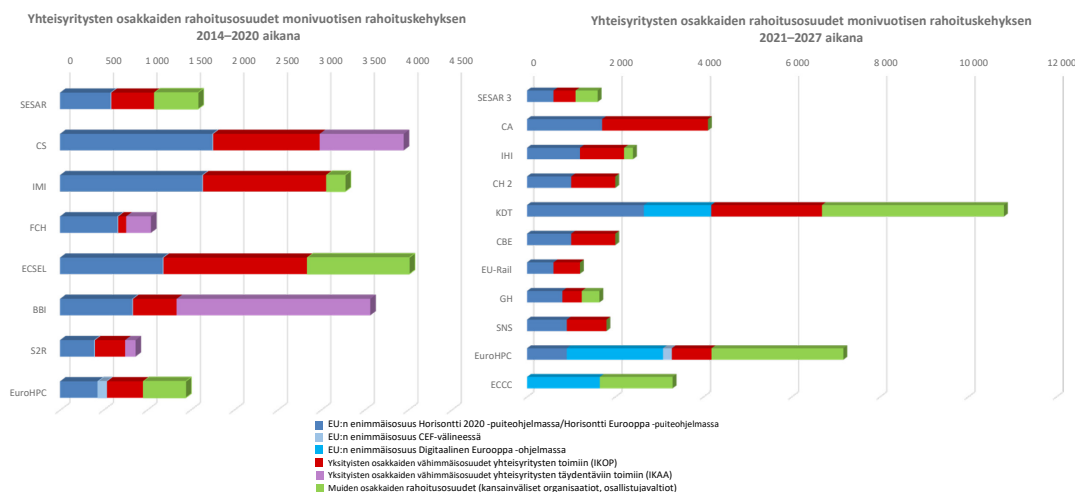 Yhteisyritysten osakkaiden rahoitusosuudet monivuotisen rahoituskehyksen
2014–2020 aikana
0 500 1 000 1 500 2 000 2 500 3 000 3 500 4 000 4 500
SESAR
CS
IMI
FCH
ECSEL
BBI
S2R
EuroHPC
Yhteisyritysten osakkaiden rahoitusosuudet monivuotisen rahoituskehyksen
2021–2027 aikana
0 2 000 4 000 6 000 8 000 10 000 12 000
SESAR 3
CA
IHI
CH 2
KDT
CBE
EU-Rail
GH
SNS
EuroHPC
ECCC
EU:n enimmäisosuus Horisontti 2020 -puiteohjelmassa/Horisontti Eurooppa -puiteohjelmassa
EU:n enimmäisosuus CEF-välineessä
EU:n enimmäisosuus Digitaalinen Eurooppa -ohjelmassa
Yksityisten osakkaiden vähimmäisosuudet yhteisyritysten toimiin (IKOP)
Yksityisten osakkaiden vähimmäisosuudet yhteisyritysten täydentäviin toimiin (IKAA)
Muiden osakkaiden rahoitusosuudet (kansainväliset organisaatiot, osallistujavaltiot)